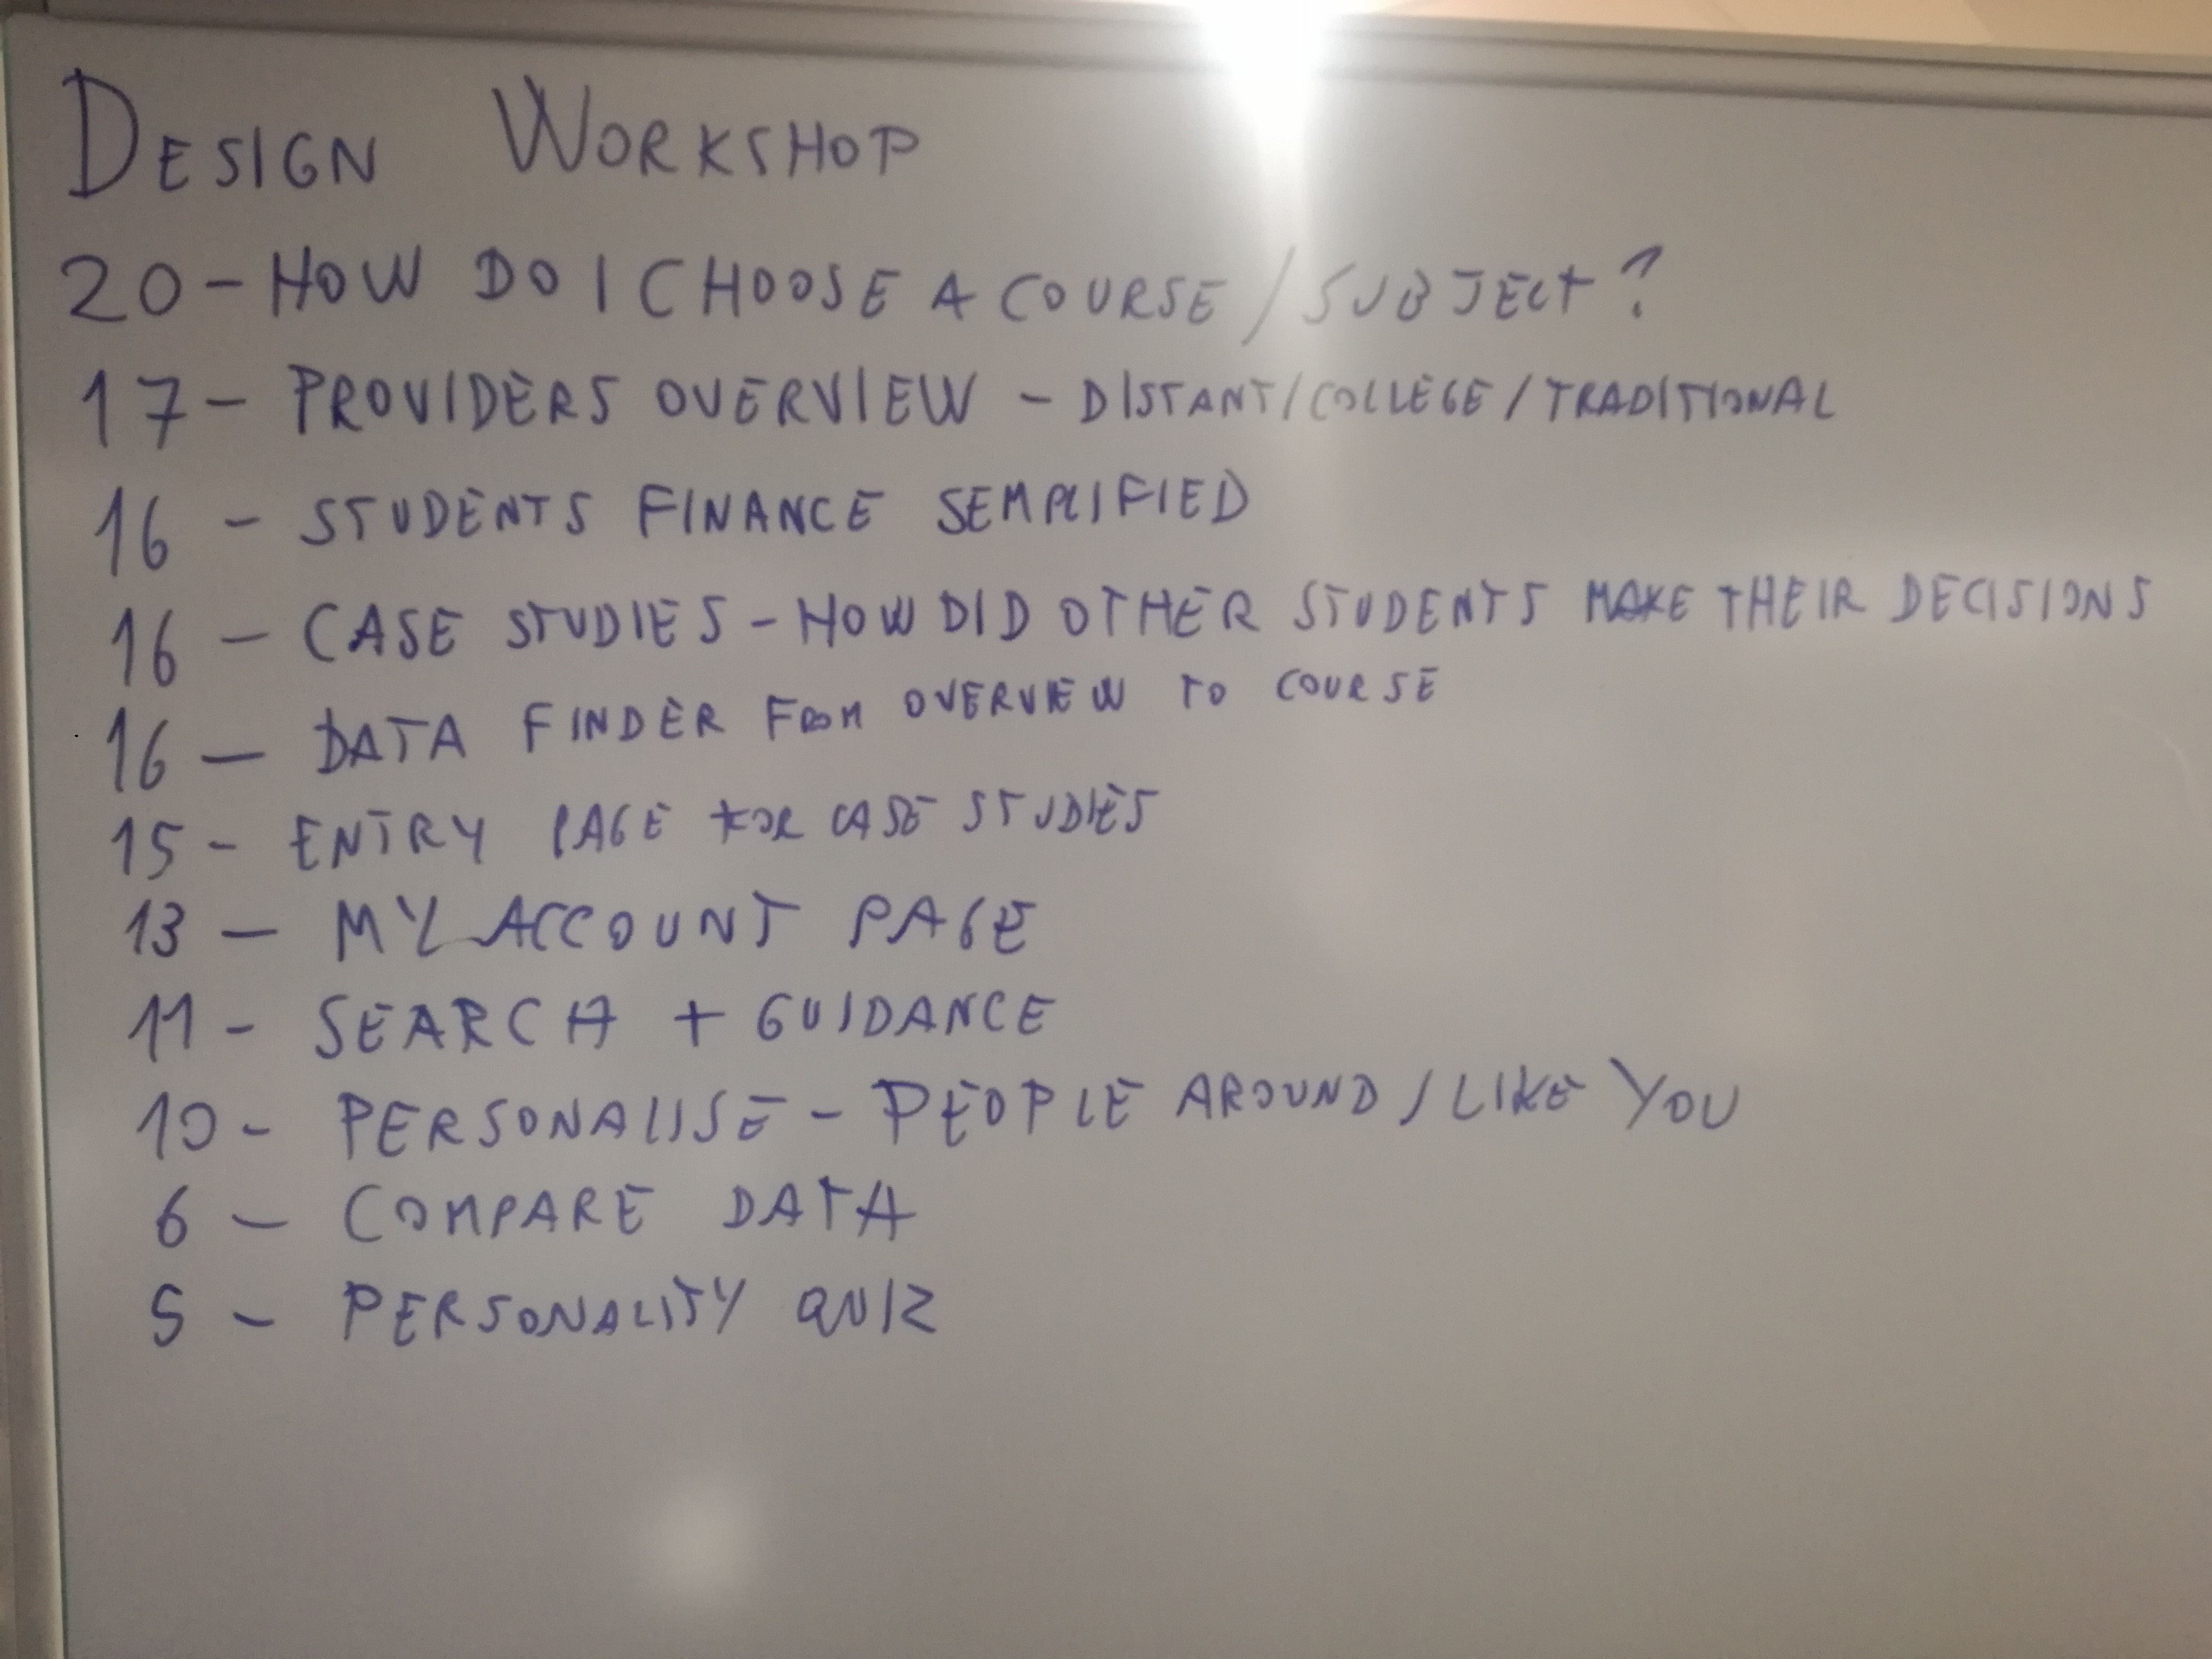 DESIGN WORKSHOP
20 - HOW DO I CHOOSE A COURSE / SUBJECT ?
17 - PROVIDERS OVERVIEW - DISTANT/COLLEGE/TRADITIONAL
16 - STUDENTS FINANCE SEMPLIFIED
16 - CASE STUDIES - HOW DID OTHER STUDENTS MAKE THEIR DECISIONS
16 - DATA FINDER FROM OVERVIEW TO COURSE
15 - ENTRY PAGE FOR CASE STUDIES
13 - MY ACCOUNT PAGE
11 - SEARCH + GUIDANCE
10 - PERSONALISE - PEOPLE AROUND / LIKE YOU
6 - COMPARE DATA
5 - PERSONALITY QUIZ